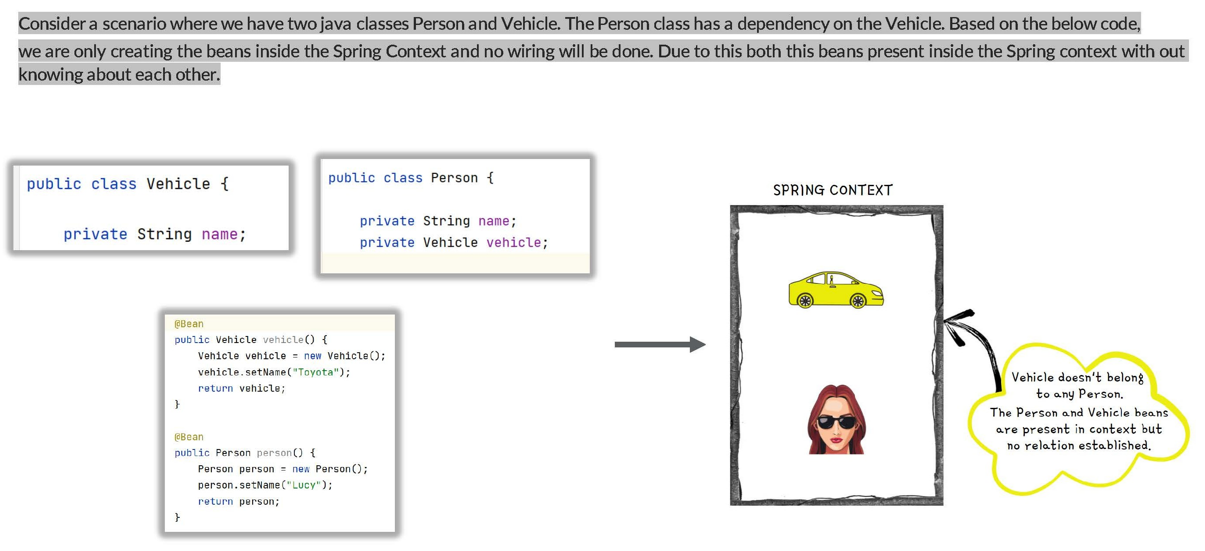 Consider a scenario where we have two java classes Person and Vehicle. The Person class has a dependency on the Vehicle. Based on the below code,
we are only creating the beans inside the Spring Context and no wiring will be done. Due to this both this beans present inside the Spring context with out
knowing about each other.
public class Vehicle {
private String name;
public class Person {
private String name;
private Vehicle vehicle;
@Bean
public Vehicle vehicle() {
Vehicle vehicle = new Vehicle();
vehicle.setName("Toyota");
return vehicle;
}
@Bean
public Person person() {
Person person = new Person();
person.setName("Lucy");
return person;
}
SPRING CONTEXT
Vehicle doesn't belong
to any Person.
The Person and Vehicle beans
are present in context but
no relation established.